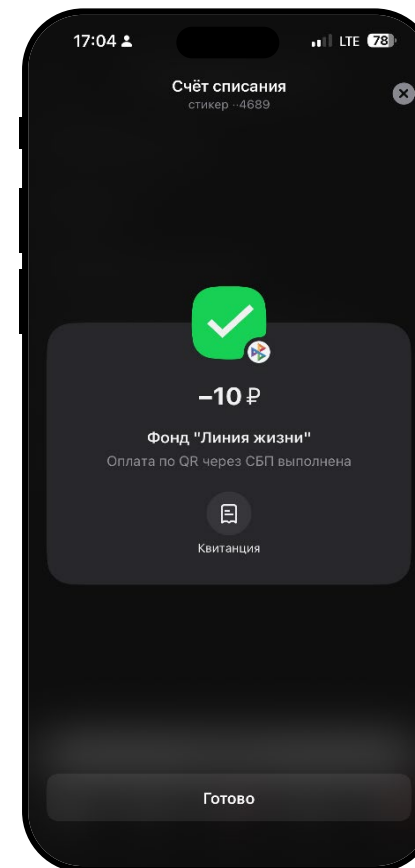 17:04
LTE 78
Счёт списания
стикер ··4689
–10 ₽
Фонд "Линия жизни"
Оплата по QR через СБП выполнена
Квитанция
Готово